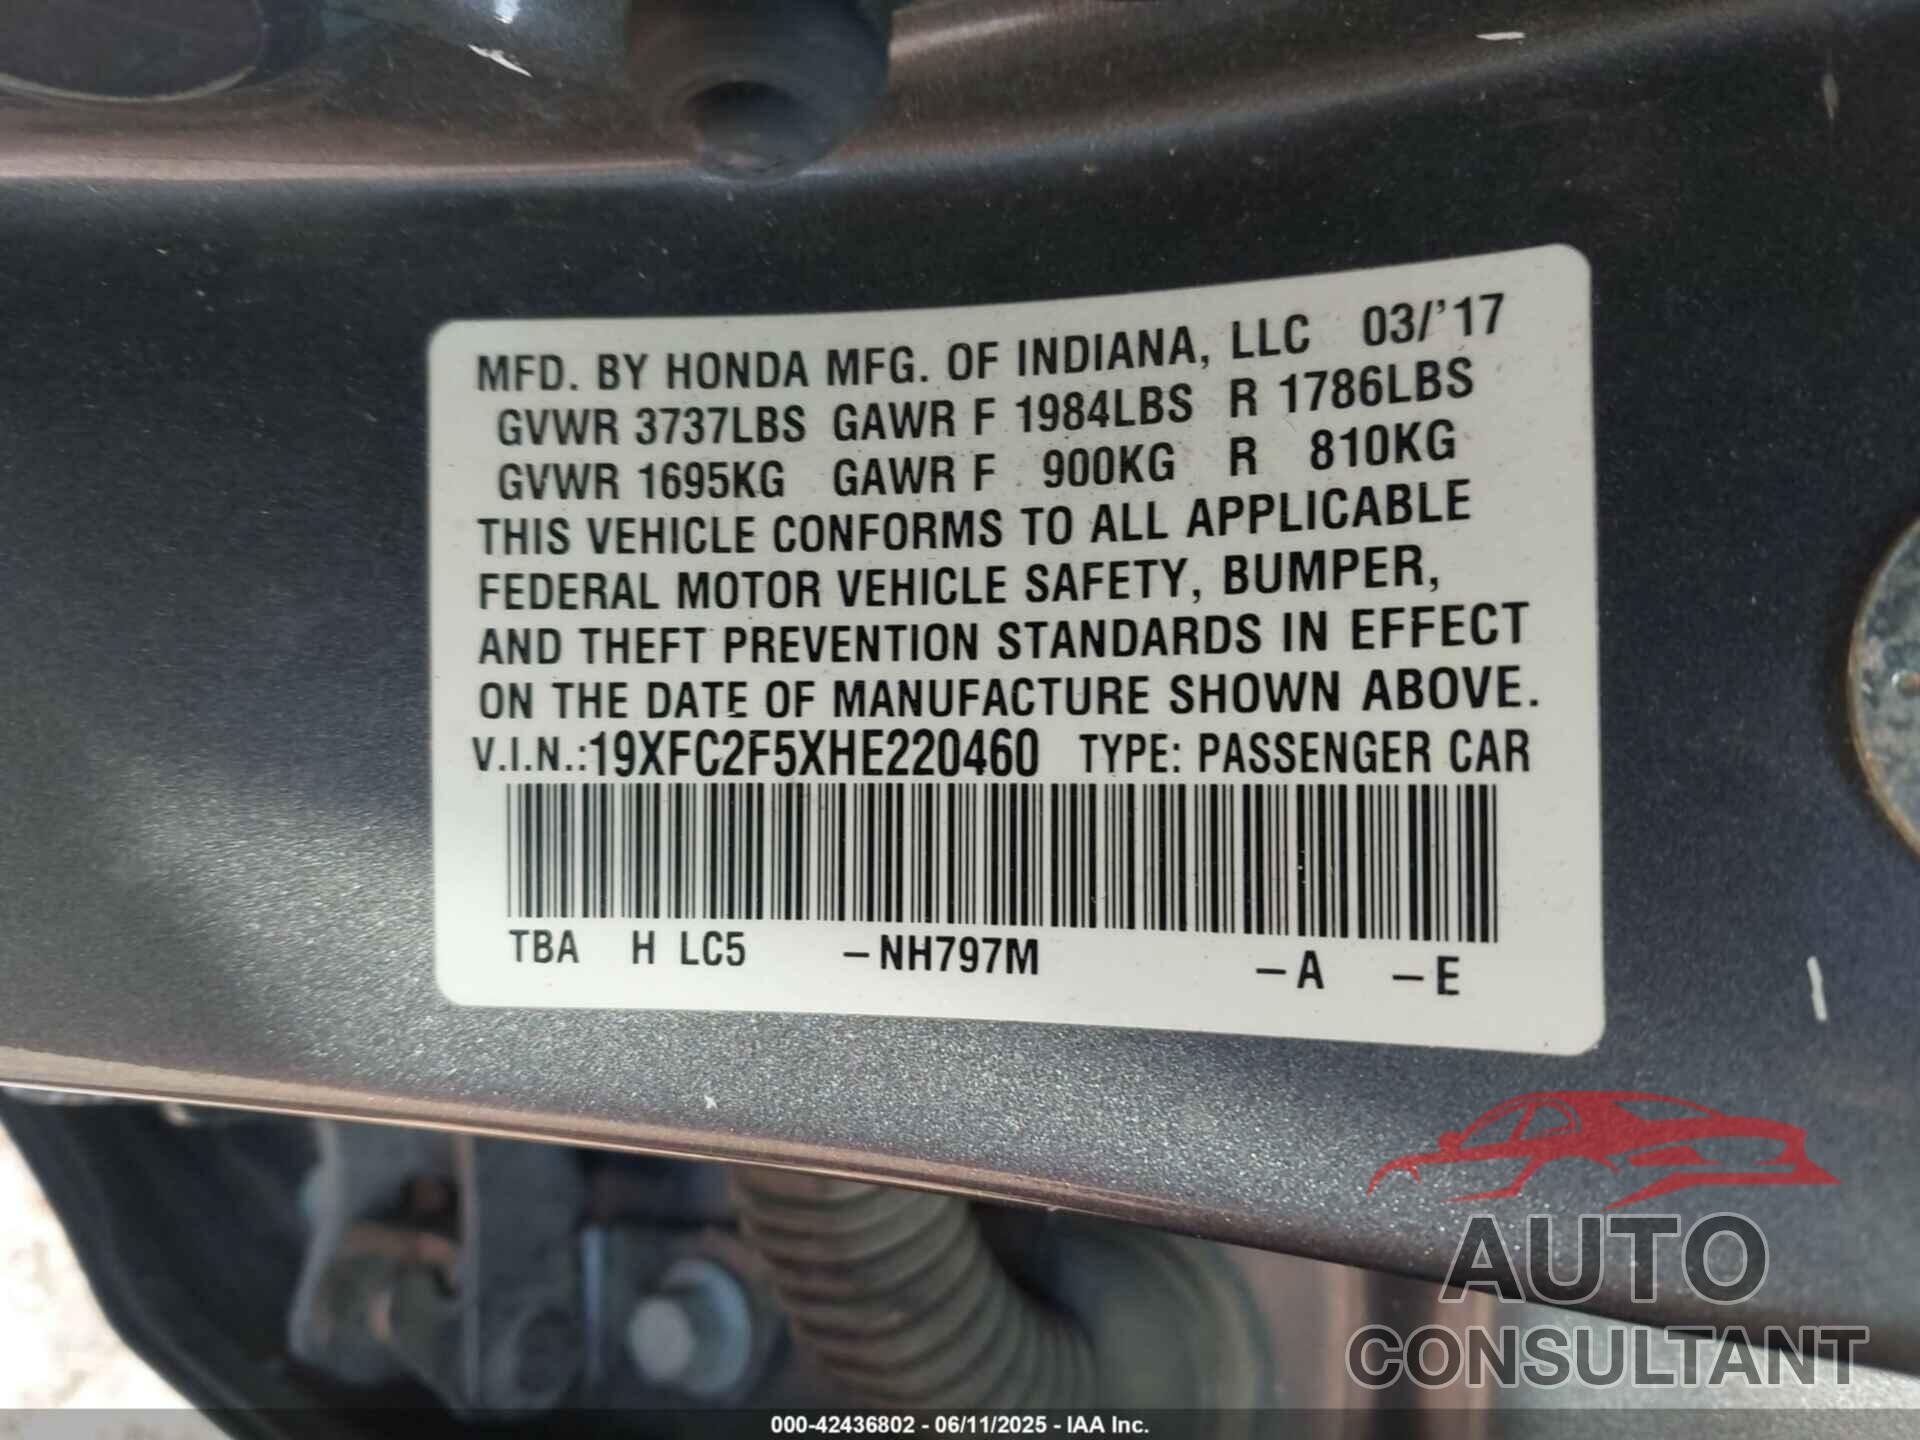 MFD. BY HONDA MFG. OF INDIANA, LLC 03/'17
GVWR 3737LBS GAWR F 1984LBS R 1786LBS
GVWR 1695KG GAWR F 900KG R 810KG
THIS VEHICLE CONFORMS TO ALL APPLICABLE
FEDERAL MOTOR VEHICLE SAFETY, BUMPER,
AND THEFT PREVENTION STANDARDS IN EFFECT
ON THE DATE OF MANUFACTURE SHOWN ABOVE.
V.I.N.:19XFC2F5XHE220460 TYPE: PASSENGER CAR
TBA H LC5 –NH797M –A –E
AUTO
CONSULTANT
000-42436802 - 06/11/2025 - IAA Inc.